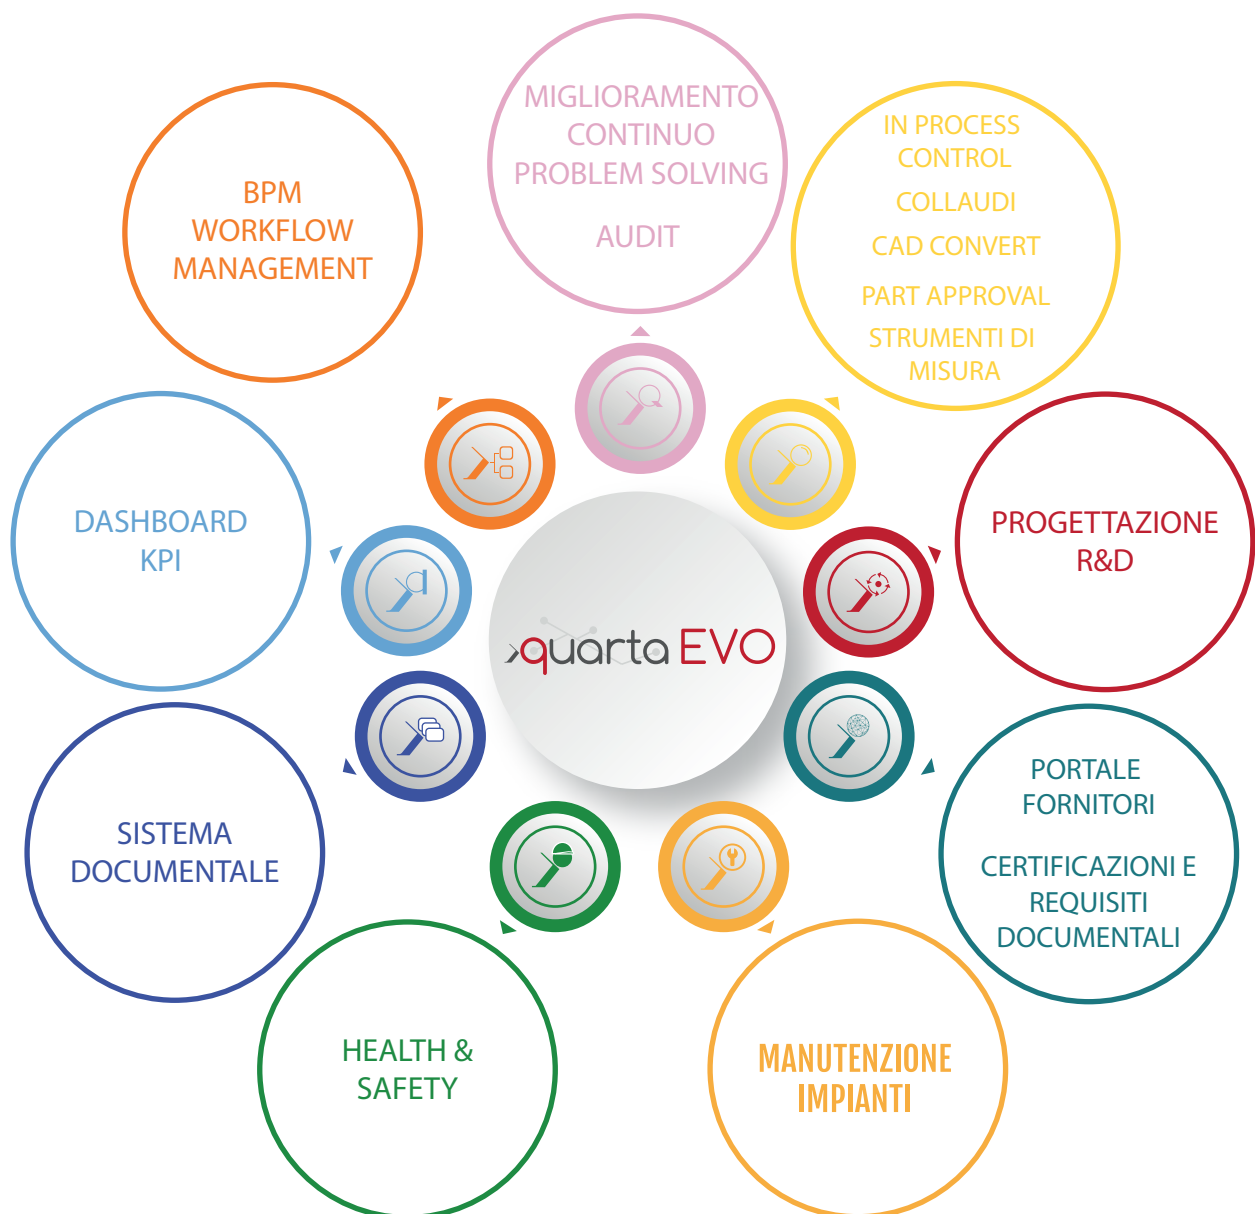 MIGLIORAMENTO
CONTINUO
PROBLEM SOLVING
AUDIT
IN PROCESS
CONTROL
COLLAUDI
CAD CONVERT
PART APPROVAL
STRUMENTI DI
MISURA
BPM
WORKFLOW
MANAGEMENT
DASHBOARD
KPI
PROGETTAZIONE
R&D
quarta EVO
PORTALE
FORNITORI
CERTIFICAZIONI E
REQUISITI
DOCUMENTALI
SISTEMA
DOCUMENTALE
HEALTH &
SAFETY
MANUTENZIONE
IMPIANTI